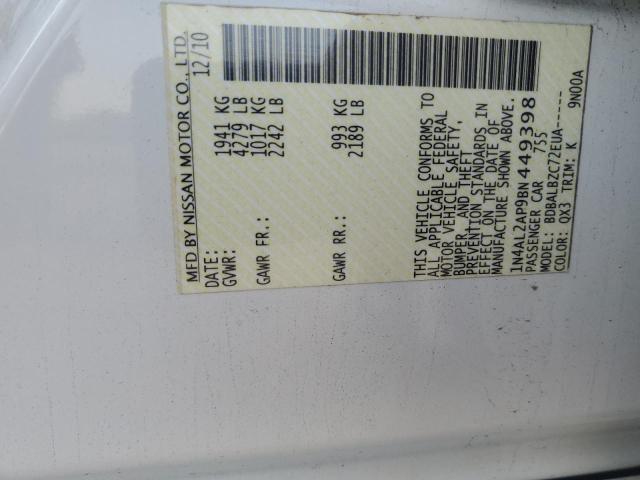 MFD BY NISSAN MOTOR CO., LTD.
DATE: 12/10
GVWR: 1941 KG
4279 LB
GAWR FR.: 1017 KG
2242 LB
GAWR RR.: 993 KG
2189 LB
THIS VEHICLE CONFORMS TO
ALL APPLICABLE FEDERAL
MOTOR VEHICLE SAFETY,
BUMPER, AND THEFT
PREVENTION STANDARDS IN
EFFECT ON THE DATE OF
MANUFACTURE SHOWN ABOVE.
1N4AL2AP9BN449398
PASSENGER CAR 755
MODEL: BDBALBZC72EUA-----
COLOR: QX3 TRIM: K 9N00A